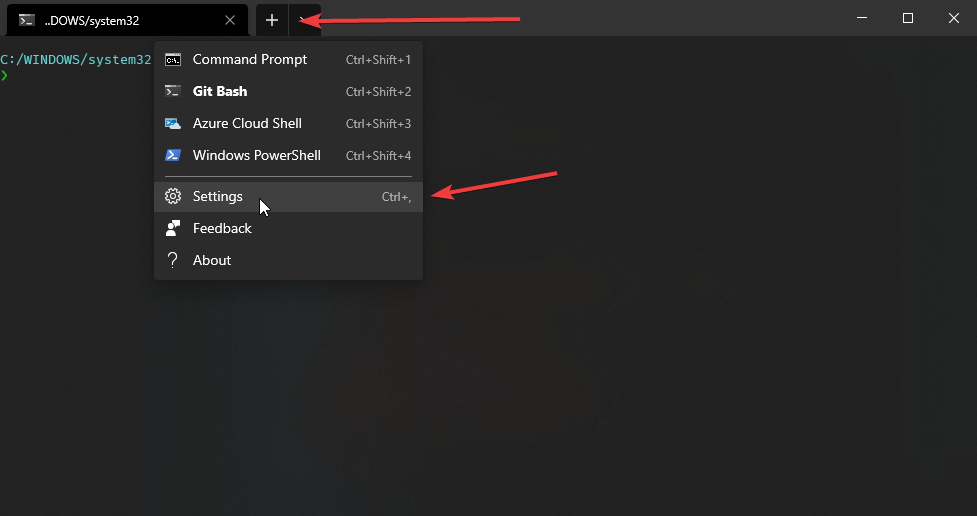 ..DOWS/system32
C:/WINDOWS/system32
❯
Command Prompt Ctrl+Shift+1
Git Bash Ctrl+Shift+2
Azure Cloud Shell Ctrl+Shift+3
Windows PowerShell Ctrl+Shift+4
Settings Ctrl+,
Feedback
About